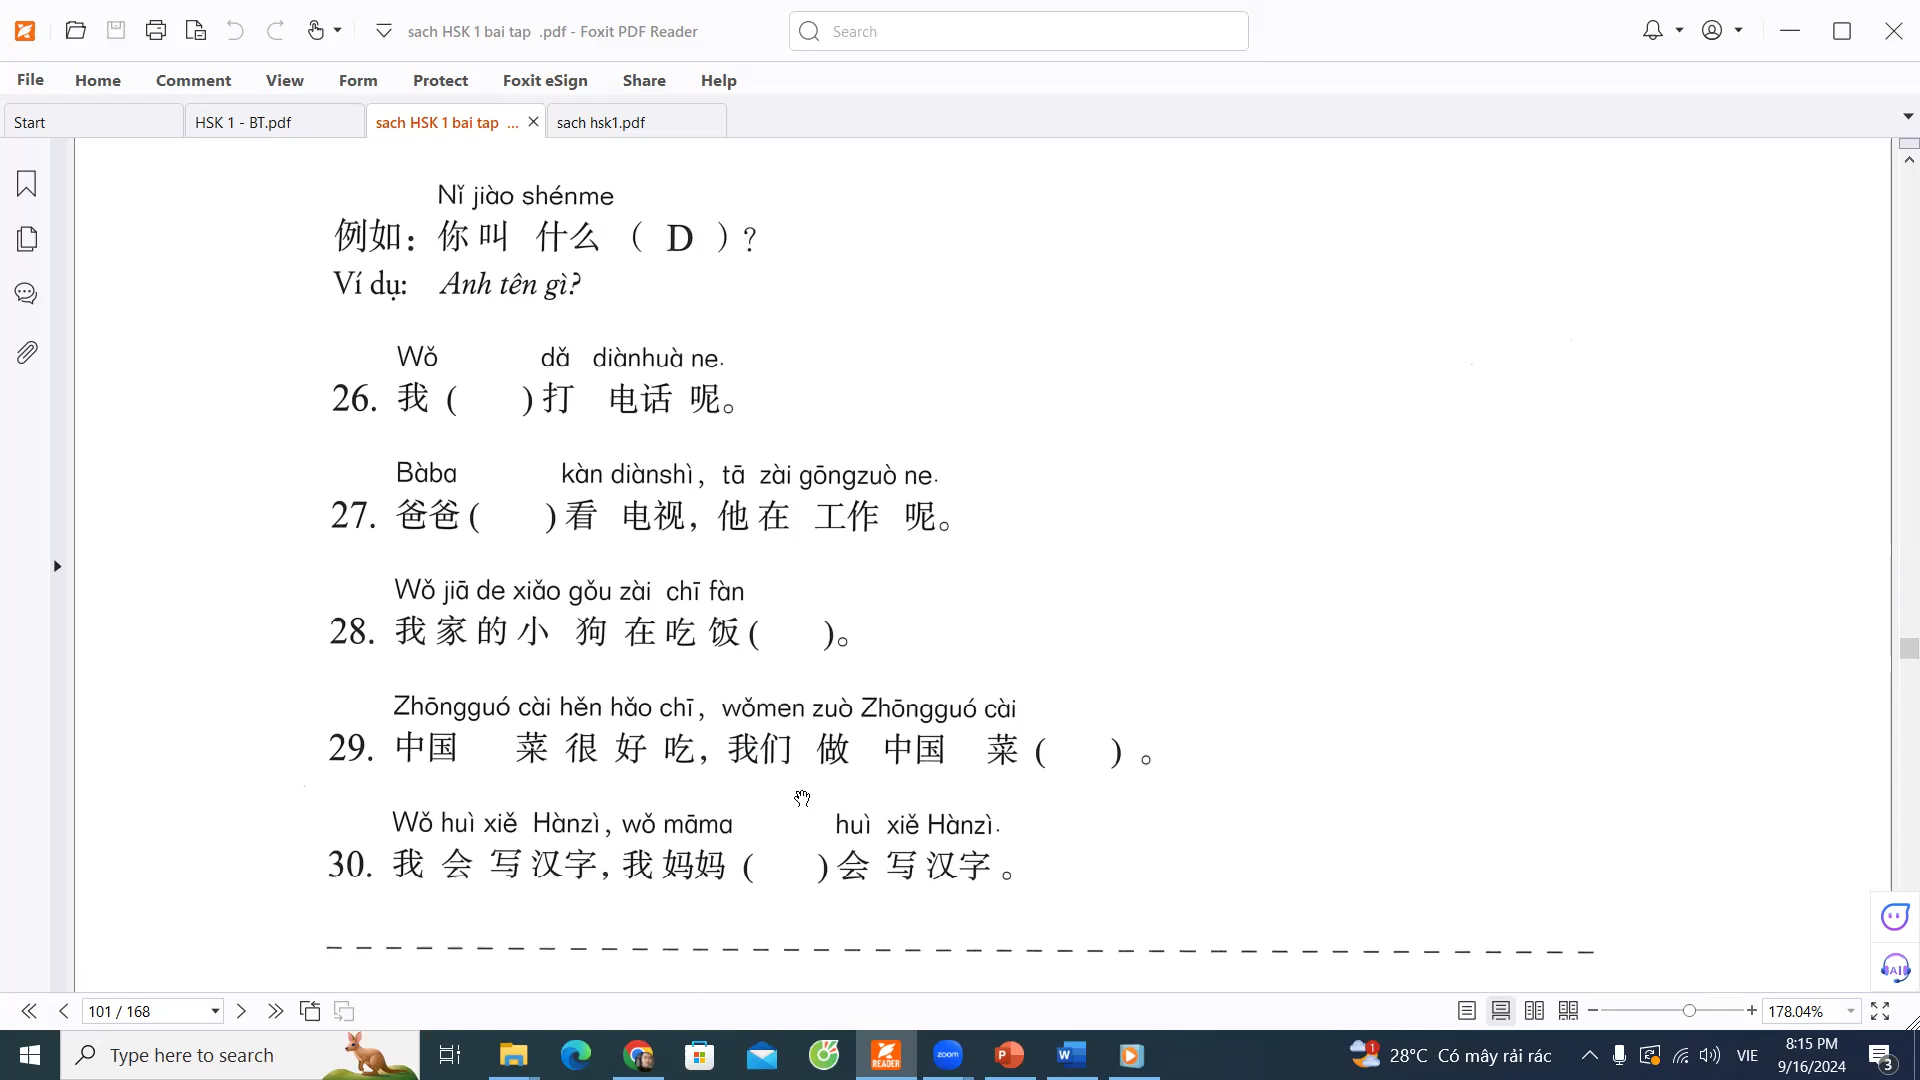 sach HSK 1 bai tap .pdf - Foxit PDF Reader
Search
File Home Comment View Form Protect Foxit eSign Share Help
Start HSK 1 - BT.pdf sach HSK 1 bai tap ... sach hsk1.pdf
Nǐ jiào shénme
例如: 你叫 什么 ( D )?
Ví dụ: Anh tên gì?
Wǒ dǎ diànhuà ne.
26. 我 ( ) 打 电话 呢。
Bàba kàn diànshì, tā zài gōngzuò ne.
27. 爸爸 ( ) 看 电视, 他 在 工作 呢。
Wǒ jiā de xiǎo gǒu zài chī fàn
28. 我 家 的 小 狗 在 吃 饭 ( )。
Zhōngguó cài hěn hǎo chī, wǒmen zuò Zhōngguó cài
29. 中国 菜 很 好 吃, 我们 做 中国 菜 ( ) 。
Wǒ huì xiě Hànzì, wǒ māma huì xiě Hànzì.
30. 我 会 写 汉字, 我 妈妈 ( ) 会 写 汉字 。
AI
101 / 168
178.04%
Type here to search
READER
zoom
1
28°C Có mây rải rác
VIE
8:15 PM
9/16/2024
3